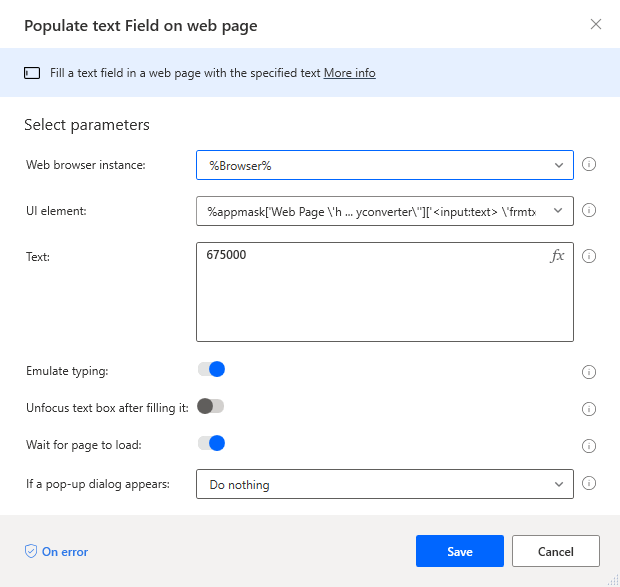 Populate text Field on web page
Fill a text field in a web page with the specified text More info
Select parameters
Web browser instance: %Browser%
UI element: %appmask['Web Page \'h ... yconverter\'']['<input:text> \'frmtx
Text: 675000 fx
Emulate typing:
Unfocus text box after filling it:
Wait for page to load:
If a pop-up dialog appears: Do nothing
On error Save Cancel